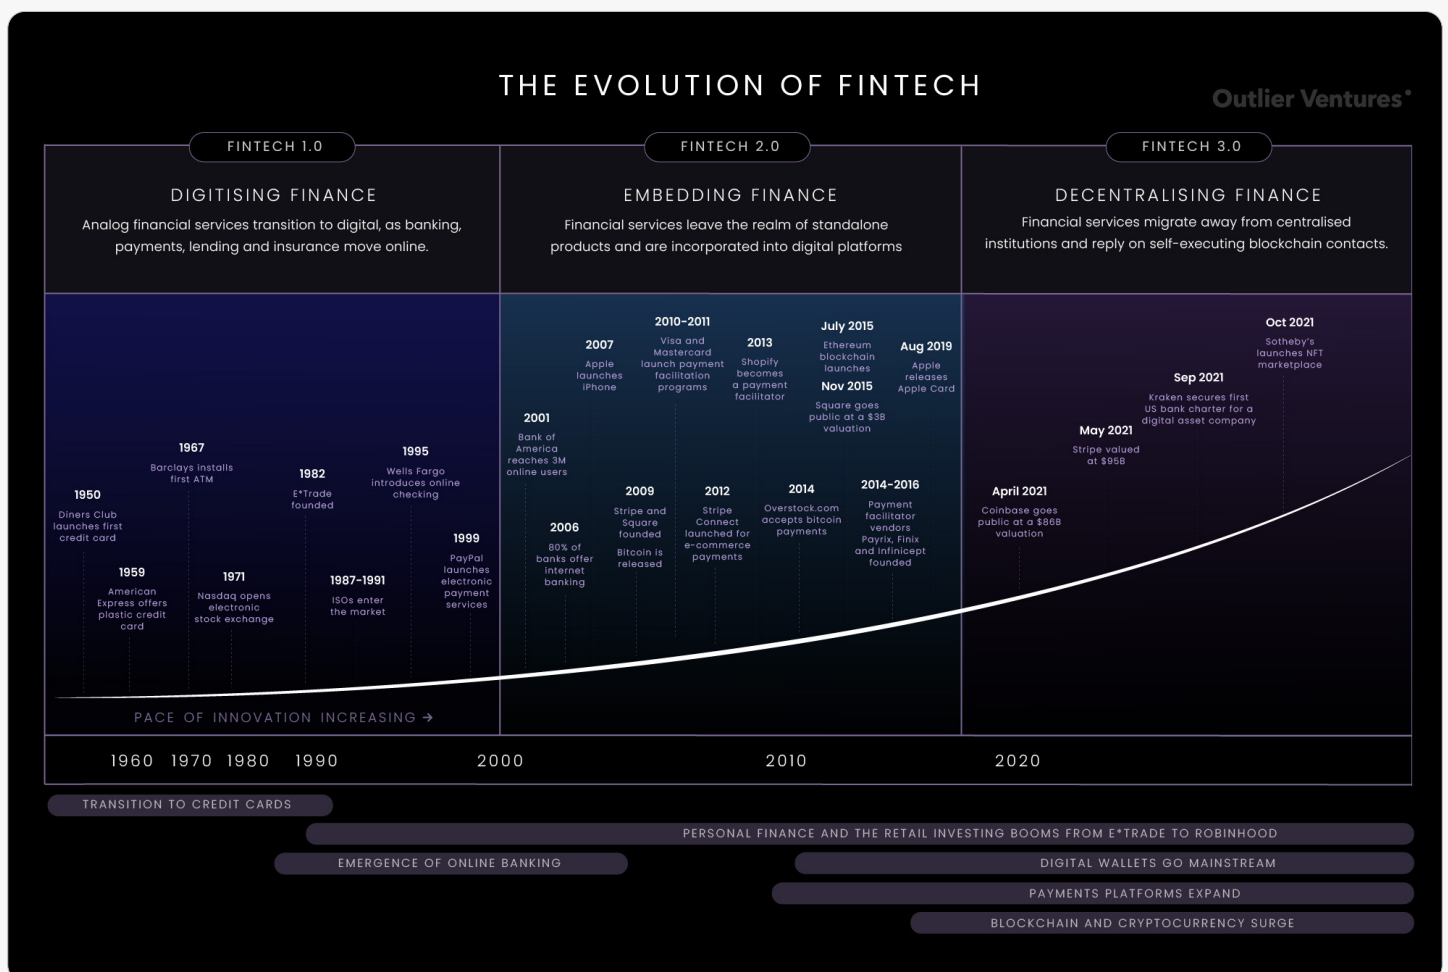 THE EVOLUTION OF FINTECH
Outlier Ventures
FINTECH 1.0
DIGITISING FINANCE
Analog financial services transition to digital, as banking,
payments, lending and insurance move online.
FINTECH 2.0
EMBEDDING FINANCE
Financial services leave the realm of standalone
products and are incorporated into digital platforms
FINTECH 3.0
DECENTRALISING FINANCE
Financial services migrate away from centralised
institutions and reply on self-executing blockchain contacts.
1950
Diners Club
launches first
credit card
1959
American
Express offers
plastic credit
card
1967
Barclays installs
first ATM
1971
Nasdaq opens
electronic
stock exchange
1982
E*Trade
founded
1987-1991
ISOs enter
the market
1995
Wells Fargo
introduces online
checking
1999
PayPal
launches
electronic
payment
services
2001
Bank of
America
reaches 3M
online users
2006
80% of
banks offer
internet
banking
2007
Apple
launches
iPhone
2009
Stripe and
Square
founded
Bitcoin is
released
2010-2011
Visa and
Mastercard
launch payment
facilitation
programs
2012
Stripe
Connect
launched for
e-commerce
payments
2013
Shopify
becomes
a payment
facilitator
2014
Overstock.com
accepts bitcoin
payments
July 2015
Ethereum
blockchain
launches
Nov 2015
Square goes
public at a $3B
valuation
2014-2016
Payment
facilitator
vendors
Payrix, Finix
and Infinicept
founded
Aug 2019
Apple
releases
Apple Card
April 2021
Coinbase goes
public at a $86B
valuation
May 2021
Stripe valued
at $95B
Sep 2021
Kraken secures first
US bank charter for a
digital asset company
Oct 2021
Sotheby's
launches NFT
marketplace
PACE OF INNOVATION INCREASING →
1960 1970 1980 1990 2000 2010 2020
TRANSITION TO CREDIT CARDS
PERSONAL FINANCE AND THE RETAIL INVESTING BOOMS FROM E*TRADE TO ROBINHOOD
EMERGENCE OF ONLINE BANKING
DIGITAL WALLETS GO MAINSTREAM
PAYMENTS PLATFORMS EXPAND
BLOCKCHAIN AND CRYPTOCURRENCY SURGE